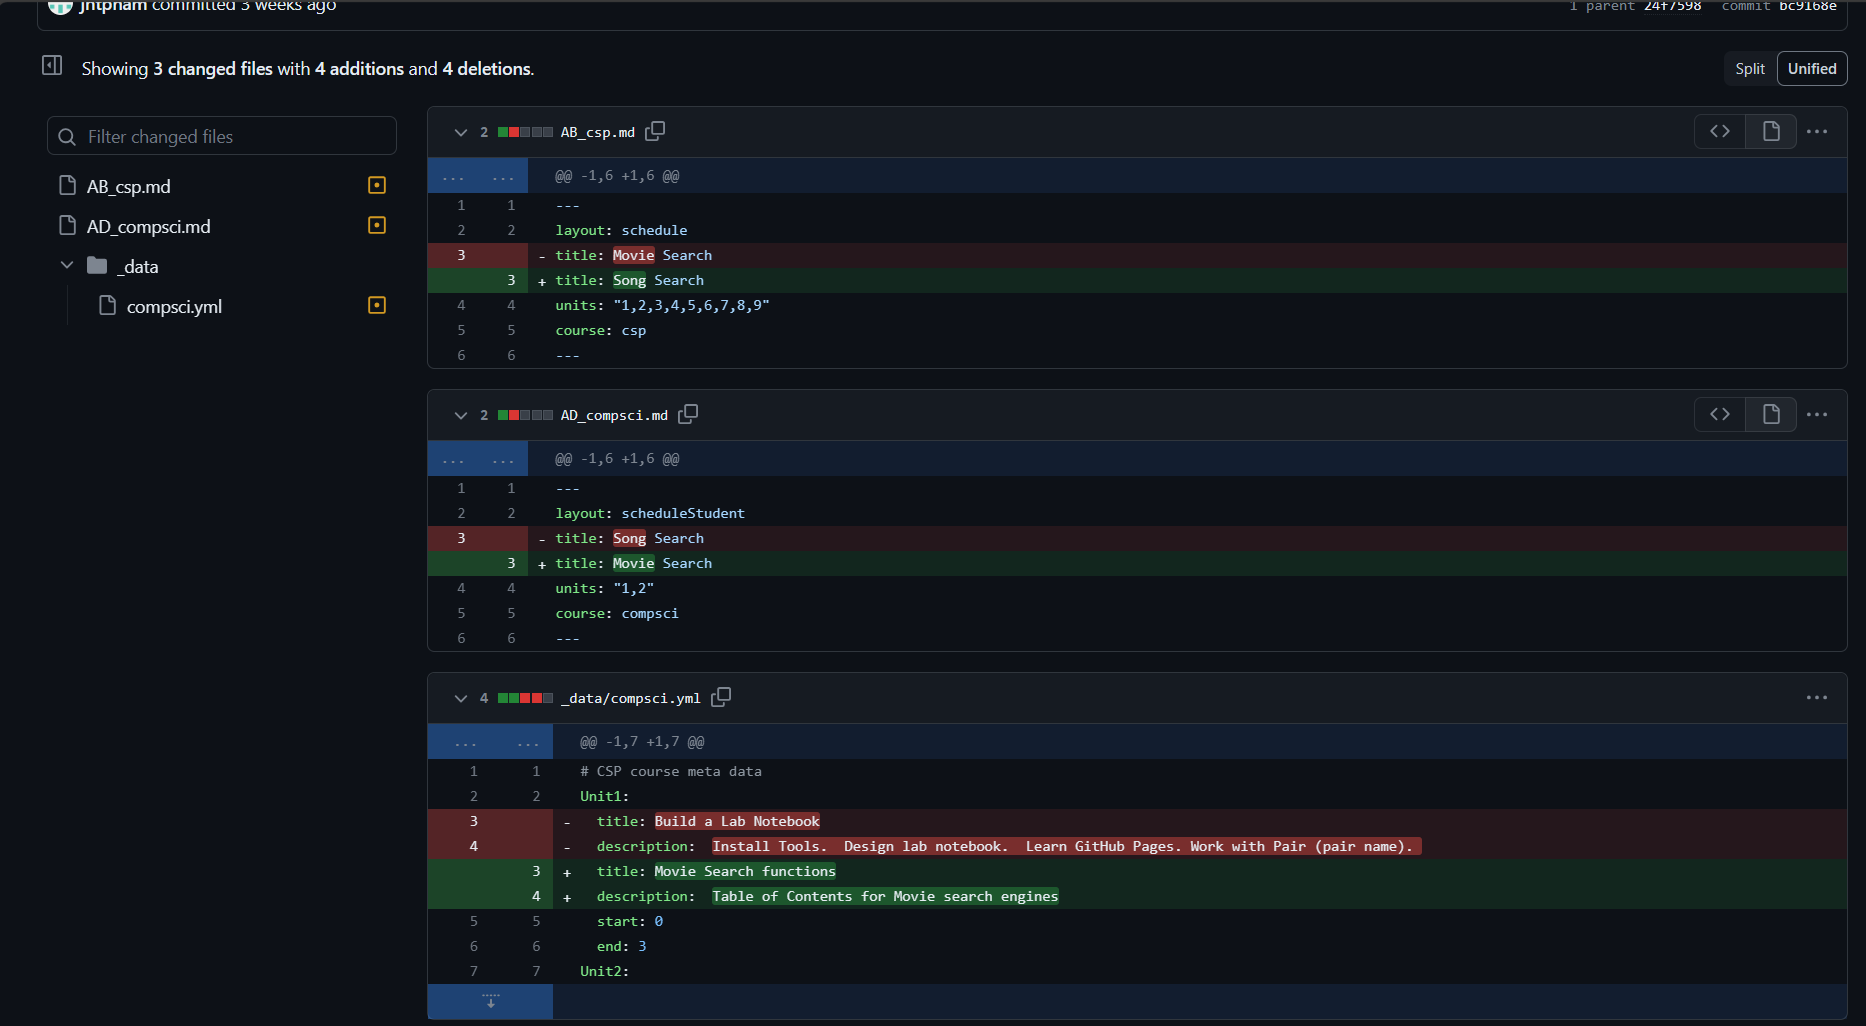 jntpham committed 3 weeks ago
1 parent 24f7598 commit bc9168e
Showing 3 changed files with 4 additions and 4 deletions.
Split Unified
Filter changed files
AB_csp.md
AD_compsci.md
_data
compsci.yml
2 AB_csp.md
... ... @@ -1,6 +1,6 @@
1 1 ---
2 2 layout: schedule
3 - title: Movie Search
3 + title: Song Search
4 4 units: "1,2,3,4,5,6,7,8,9"
5 5 course: csp
6 6 ---
2 AD_compsci.md
... ... @@ -1,6 +1,6 @@
1 1 ---
2 2 layout: scheduleStudent
3 - title: Song Search
3 + title: Movie Search
4 4 units: "1,2"
5 5 course: compsci
6 6 ---
4 _data/compsci.yml
... ... @@ -1,7 +1,7 @@
1 1 # CSP course meta data
2 2 Unit1:
3 - title: Build a Lab Notebook
4 - description: Install Tools. Design lab notebook. Learn GitHub Pages. Work with Pair (pair name).
3 + title: Movie Search functions
4 + description: Table of Contents for Movie search engines
5 5 start: 0
6 6 end: 3
7 7 Unit2: